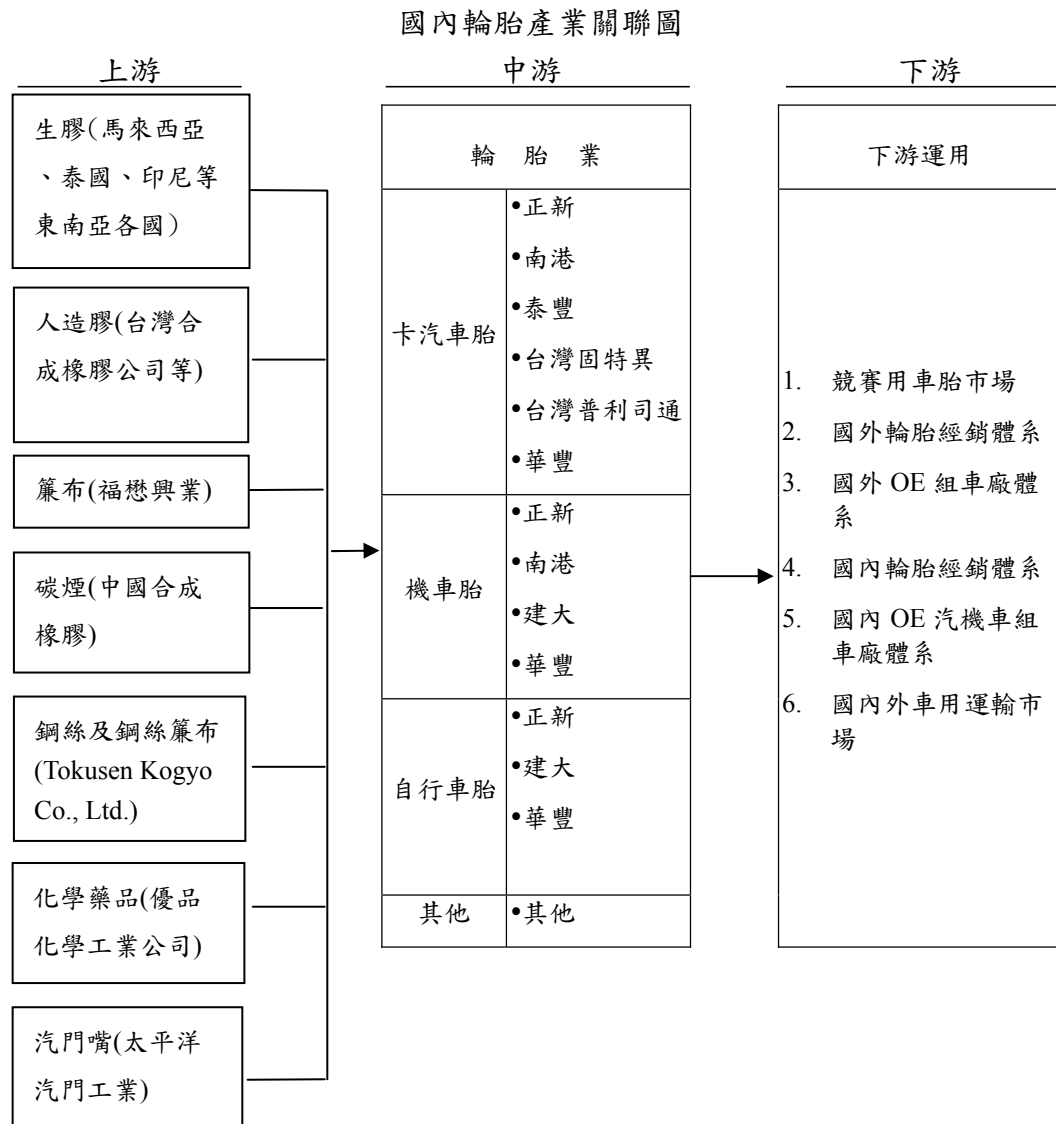 國內輪胎產業關聯圖
上游
中游
下游
生膠(馬來西亞
、泰國、印尼等
東南亞各國)
人造膠(台灣合
成橡膠公司等)
簾布(福懋興業)
碳煙(中國合成
橡膠)
鋼絲及鋼絲簾布
(Tokusen Kogyo
Co., Ltd.)
化學藥品(優品
化學工業公司)
汽門嘴(太平洋
汽門工業)
輪 胎 業
卡汽車胎
•正新
•南港
•泰豐
•台灣固特異
•台灣普利司通
•華豐
機車胎
•正新
•南港
•建大
•華豐
自行車胎
•正新
•建大
•華豐
其他
•其他
下游運用
1. 競賽用車胎市場
2. 國外輪胎經銷體系
3. 國外 OE 組車廠體
系
4. 國內輪胎經銷體系
5. 國內 OE 汽機車組
車廠體系
6. 國內外車用運輸市
場